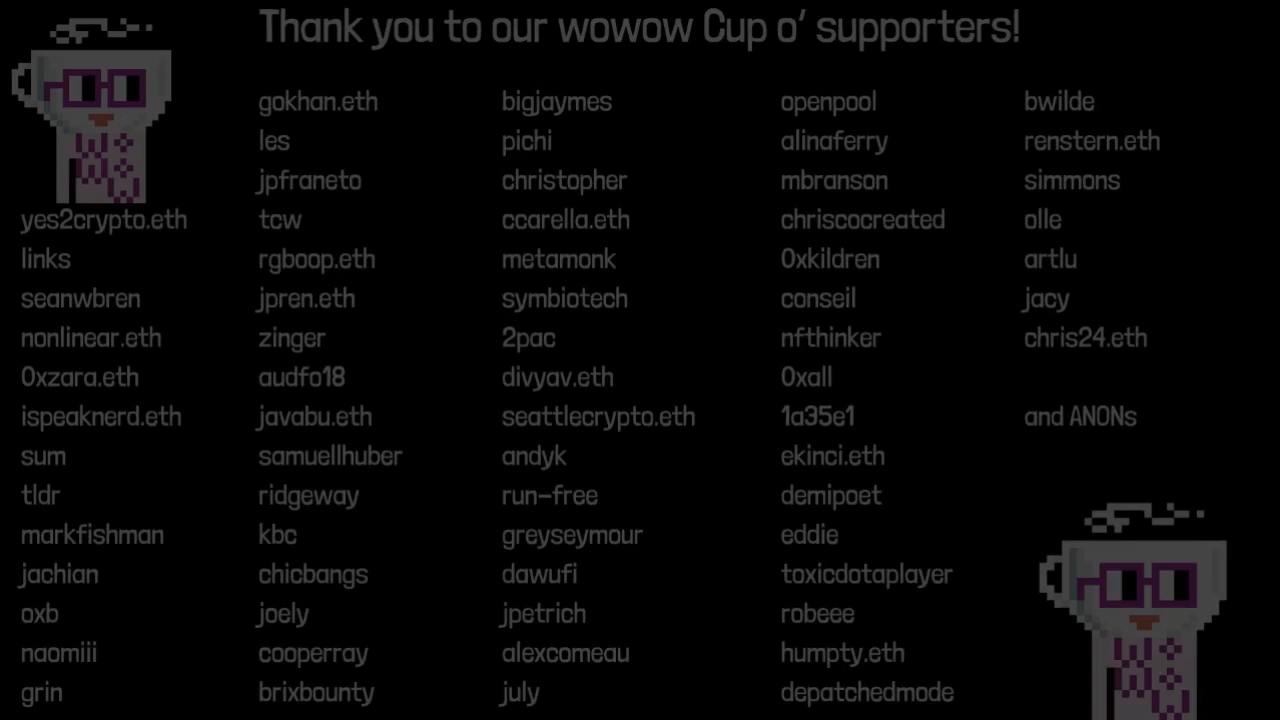 Thank you to our wowow Cup o' supporters!
yes2crypto.eth
links
seanwbren
nonlinear.eth
0xzara.eth
ispeaknerd.eth
sum
tldr
markfishman
jachian
oxb
naomiii
grin
gokhan.eth
les
jpfraneto
tcw
rgboop.eth
jpren.eth
zinger
audfo18
javabu.eth
samuellhuber
ridgeway
kbc
chicbangs
joely
cooperray
brixbounty
bigjaymes
pichi
christopher
ccarella.eth
metamonk
symbiotech
2pac
divyav.eth
seattlecrypto.eth
andyk
run-free
greyseymour
dawufi
jpetrich
alexcomeau
july
openpool
alinaferry
mbranson
chriscocreated
0xkildren
conseil
nfthinker
0xall
1a35e1
ekinci.eth
demipoet
eddie
toxicdotaplayer
robeee
humpty.eth
depatchedmode
bwilde
renstern.eth
simmons
olle
artlu
jacy
chris24.eth
and ANONs